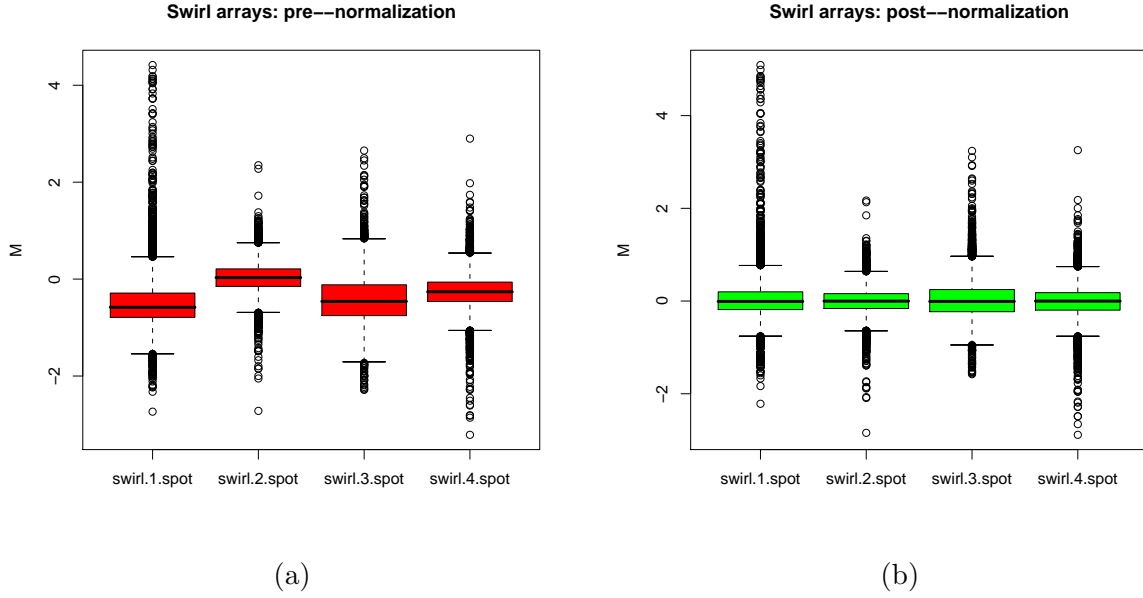 Swirl arrays: pre−−normalization
M
4
2
0
−2
swirl.1.spot swirl.2.spot swirl.3.spot swirl.4.spot
(a)
Swirl arrays: post−−normalization
M
4
2
0
−2
swirl.1.spot swirl.2.spot swirl.3.spot swirl.4.spot
(b)